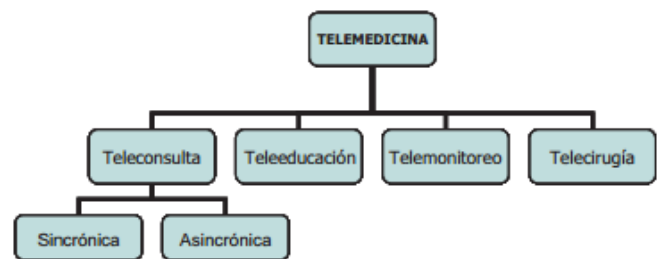 TELEMEDICINA
Teleconsulta
Teleeducación
Telemonitoreo
Telecirugía
Sincrónica
Asincrónica